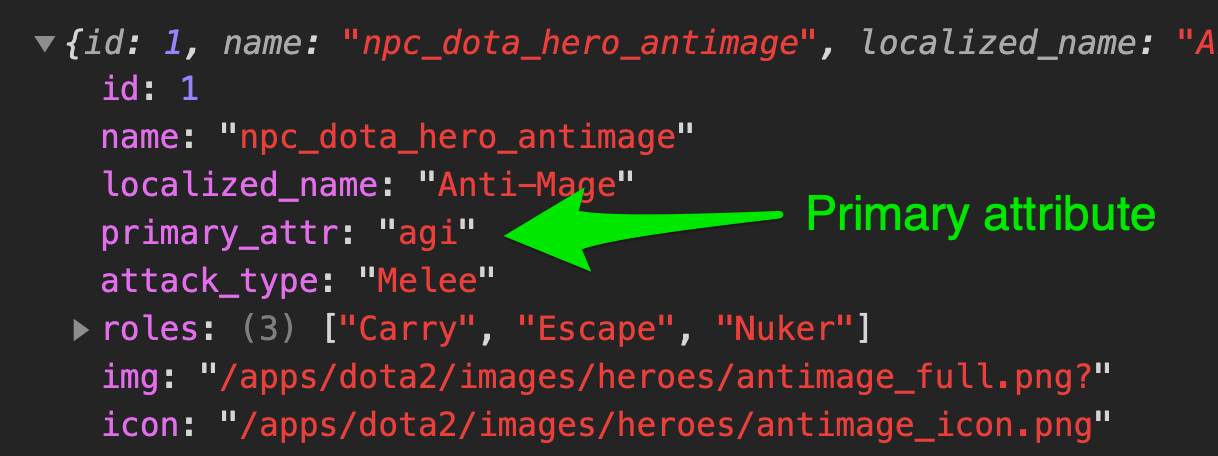 {id: 1, name: "npc_dota_hero_antimage", localized_name: "A
id: 1
name: "npc_dota_hero_antimage"
localized_name: "Anti-Mage"
primary_attr: "agi"
Primary attribute
attack_type: "Melee"
roles: (3) ["Carry", "Escape", "Nuker"]
img: "/apps/dota2/images/heroes/antimage_full.png?"
icon: "/apps/dota2/images/heroes/antimage_icon.png"